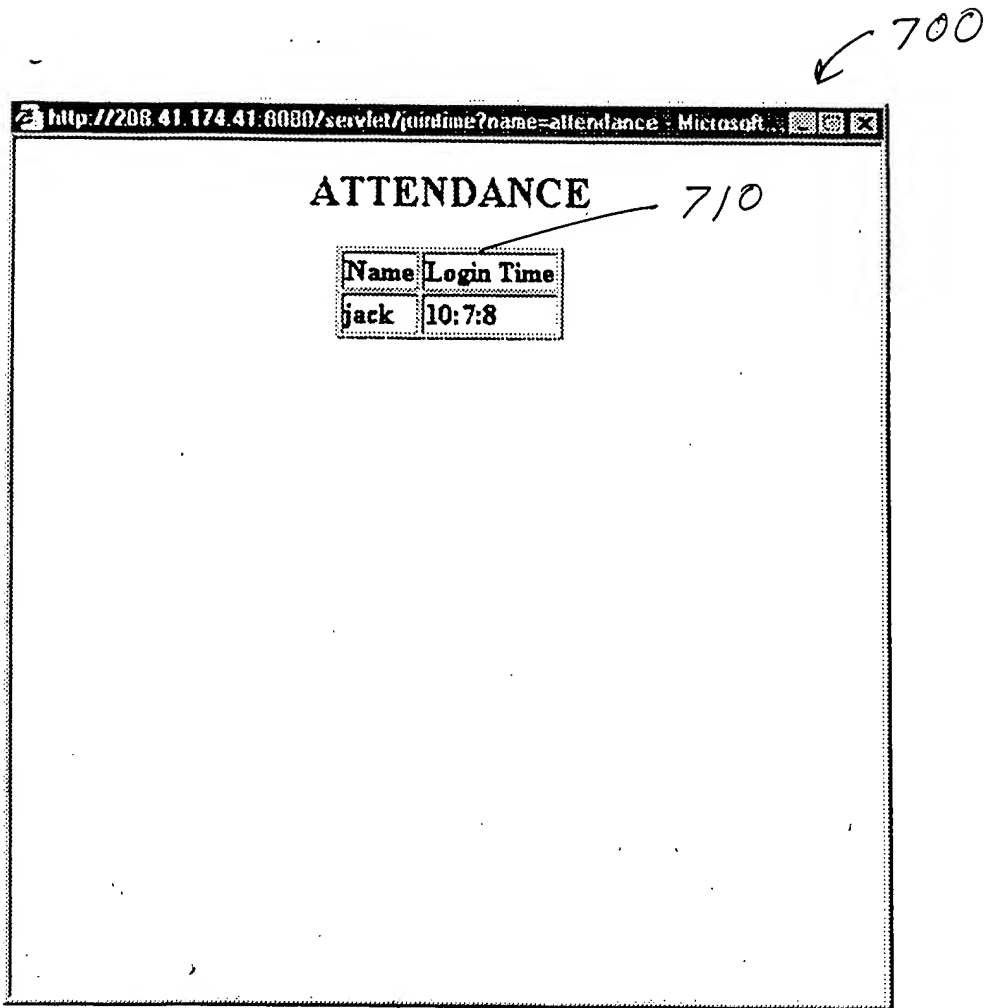 700
http://208.41.174.41:8080/servlet/jointime?name=attendance - Microsoft...
ATTENDANCE
710
Name Login Time
jack 10:7:8